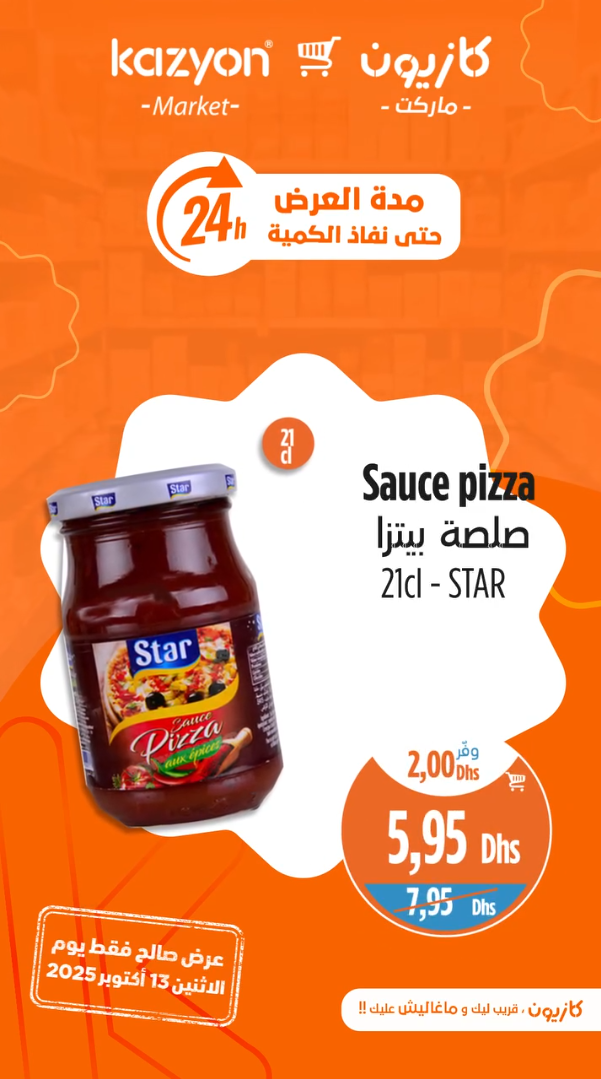 kazyon® كازيون
-Market- - ماركت -
24h
مدة العرض
حتى نفاذ الكمية
21
cl
Sauce pizza
صلصة بيتزا
21cl - STAR
Star
Star
Star
Sauce
Pizza
aux épices
وفّر
2,00 Dhs
5,95 Dhs
7,95 Dhs
عرض صالح فقط يوم
الاثنين 13 أكتوبر 2025
كازيون ، قريب ليك و ماغاليش عليك !!